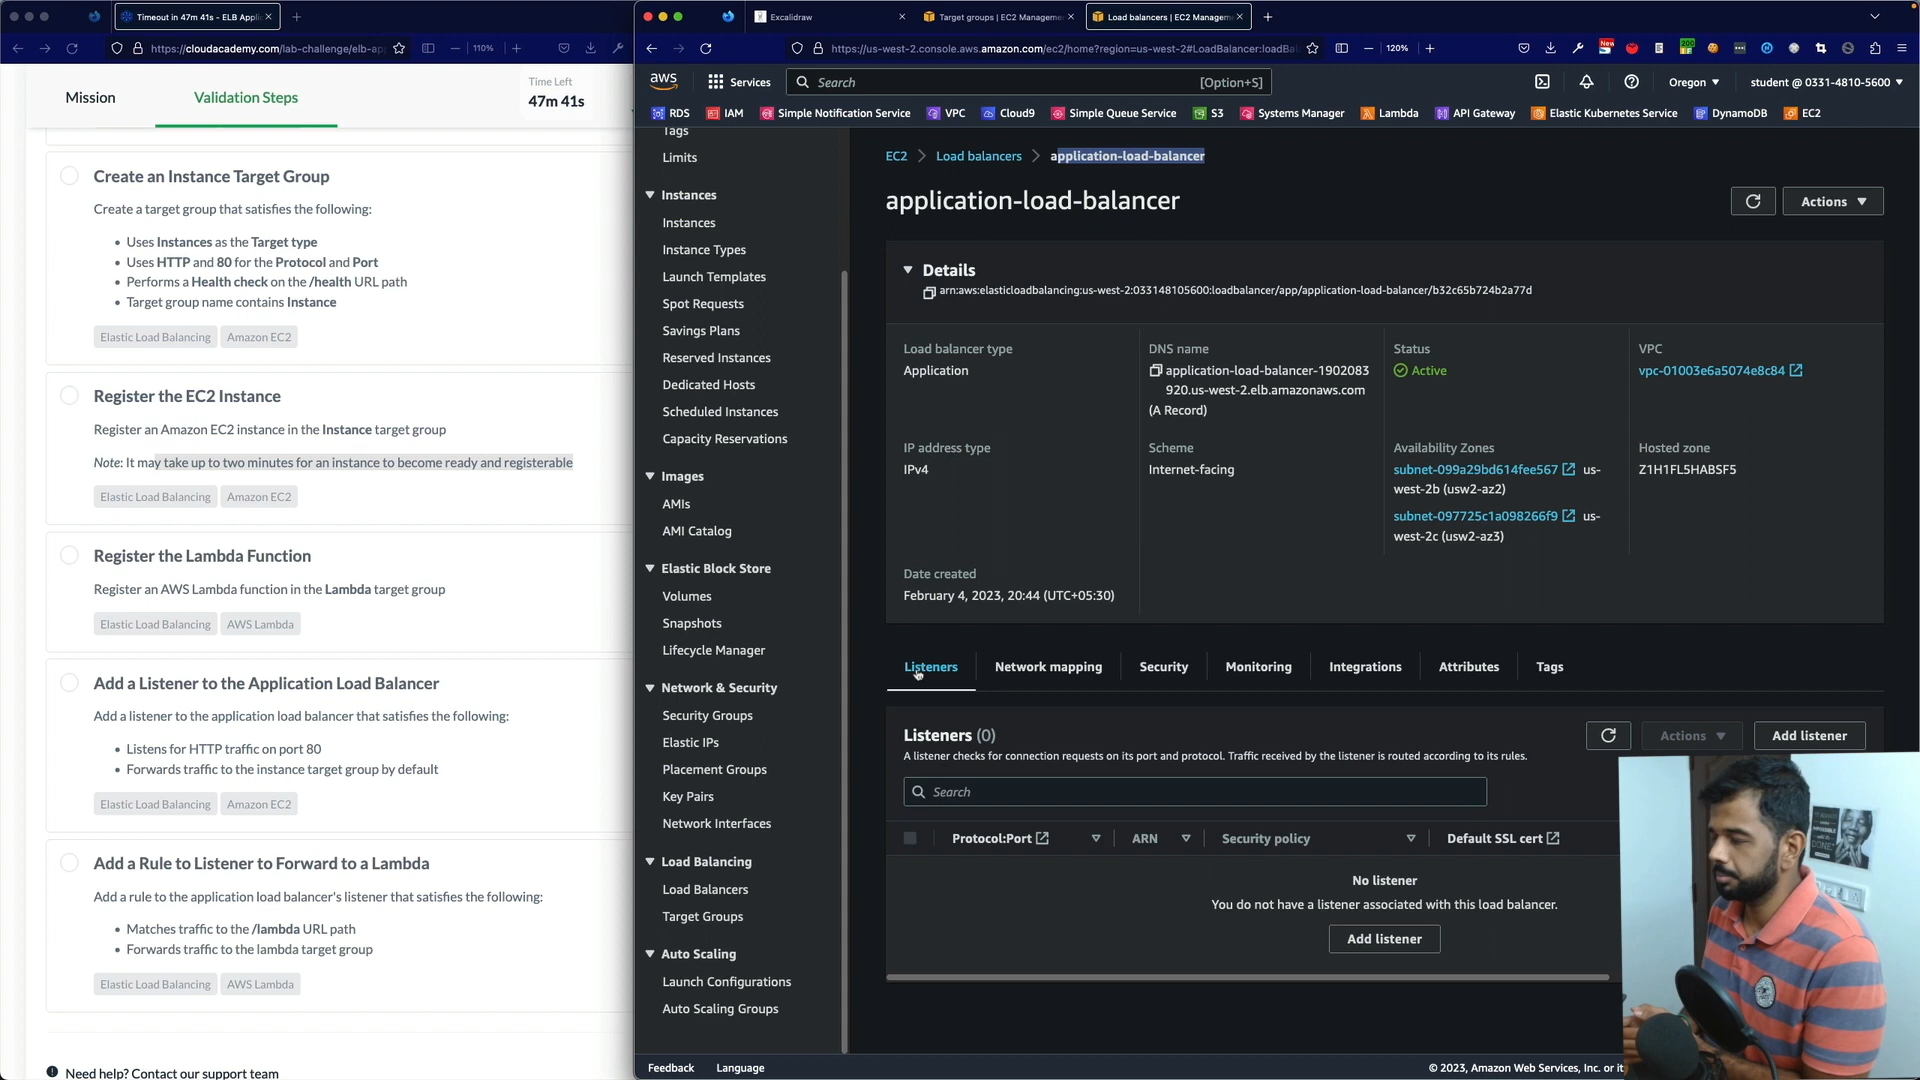 Timeout in 47m 41s - ELB Applic
https://cloudacademy.com/lab-challenge/elb-ap
110%
Mission
Validation Steps
Time Left
47m 41s
Create an Instance Target Group
Create a target group that satisfies the following:
• Uses Instances as the Target type
• Uses HTTP and 80 for the Protocol and Port
• Performs a Health check on the /health URL path
• Target group name contains Instance
Elastic Load Balancing
Amazon EC2
Register the EC2 Instance
Register an Amazon EC2 instance in the Instance target group
Note: It may take up to two minutes for an instance to become ready and registerable
Elastic Load Balancing
Amazon EC2
Register the Lambda Function
Register an AWS Lambda function in the Lambda target group
Elastic Load Balancing
AWS Lambda
Add a Listener to the Application Load Balancer
Add a listener to the application load balancer that satisfies the following:
• Listens for HTTP traffic on port 80
• Forwards traffic to the instance target group by default
Elastic Load Balancing
Amazon EC2
Add a Rule to Listener to Forward to a Lambda
Add a rule to the application load balancer's listener that satisfies the following:
• Matches traffic to the /lambda URL path
• Forwards traffic to the lambda target group
Elastic Load Balancing
AWS Lambda
Need help? Contact our support team
Excalidraw
Target groups | EC2 Manageme
Load balancers | EC2 Managem
https://us-west-2.console.aws.amazon.com/ec2/home?region=us-west-2#LoadBalancer:loadBa
120%
New
200
aws
Services
Search
[Option+S]
Oregon
student @ 0331-4810-5600
RDS
IAM
Simple Notification Service
VPC
Cloud9
Simple Queue Service
S3
Systems Manager
Lambda
API Gateway
Elastic Kubernetes Service
DynamoDB
EC2
Tags
Limits
Instances
Instances
Instance Types
Launch Templates
Spot Requests
Savings Plans
Reserved Instances
Dedicated Hosts
Scheduled Instances
Capacity Reservations
Images
AMIs
AMI Catalog
Elastic Block Store
Volumes
Snapshots
Lifecycle Manager
Network & Security
Security Groups
Elastic IPs
Placement Groups
Key Pairs
Network Interfaces
Load Balancing
Load Balancers
Target Groups
Auto Scaling
Launch Configurations
Auto Scaling Groups
EC2
Load balancers
application-load-balancer
application-load-balancer
Actions
Details
arn:aws:elasticloadbalancing:us-west-2:033148105600:loadbalancer/app/application-load-balancer/b32c65b724b2a77d
Load balancer type
Application
DNS name
application-load-balancer-1902083
920.us-west-2.elb.amazonaws.com
(A Record)
Status
Active
VPC
vpc-01003e6a5074e8c84
IP address type
IPv4
Scheme
Internet-facing
Availability Zones
subnet-099a29bd614fee567 us-
west-2b (usw2-az2)
subnet-097725c1a098266f9 us-
west-2c (usw2-az3)
Hosted zone
Z1H1FL5HABSF5
Date created
February 4, 2023, 20:44 (UTC+05:30)
Listeners
Network mapping
Security
Monitoring
Integrations
Attributes
Tags
Listeners (0)
A listener checks for connection requests on its port and protocol. Traffic received by the listener is routed according to its rules.
Actions
Add listener
Search
Protocol:Port
ARN
Security policy
Default SSL cert
No listener
You do not have a listener associated with this load balancer.
Add listener
Feedback
Language
© 2023, Amazon Web Services, Inc. or it